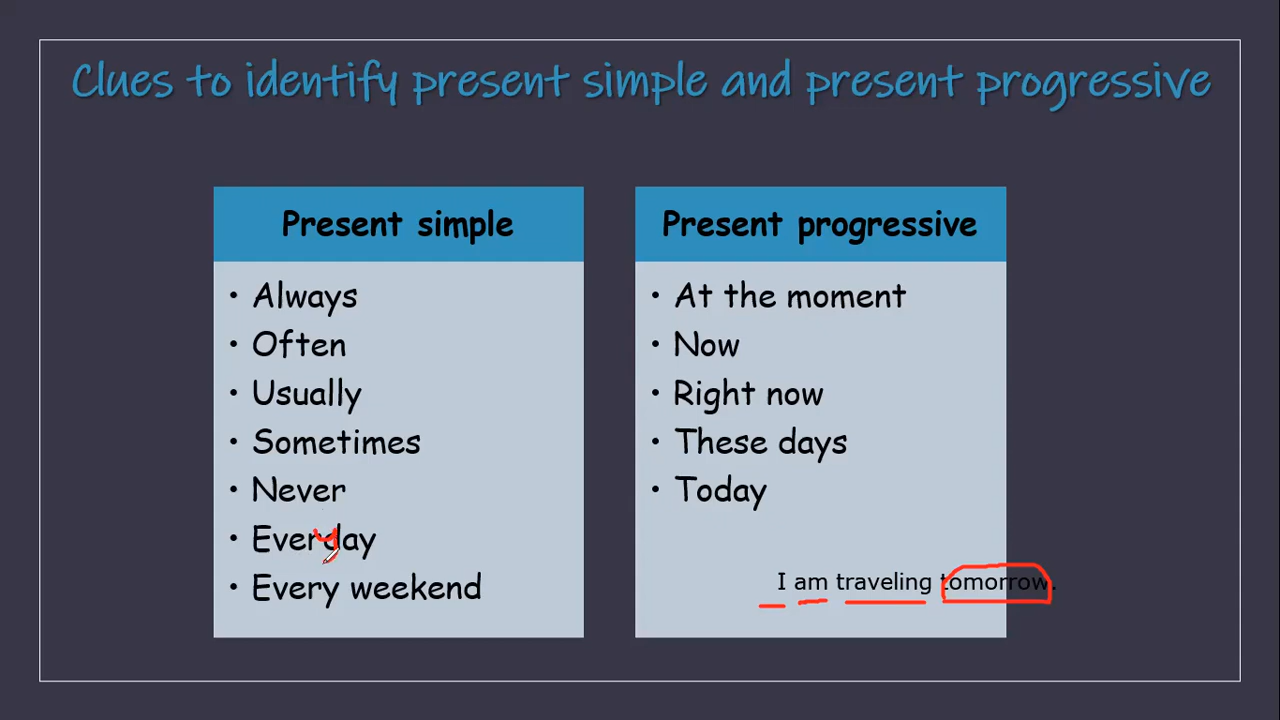 Clues to identify present simple and present progressive
Present simple
• Always
• Often
• Usually
• Sometimes
• Never
• Everday
y
• Every weekend
Present progressive
• At the moment
• Now
• Right now
• These days
• Today
I am traveling tomorrow.